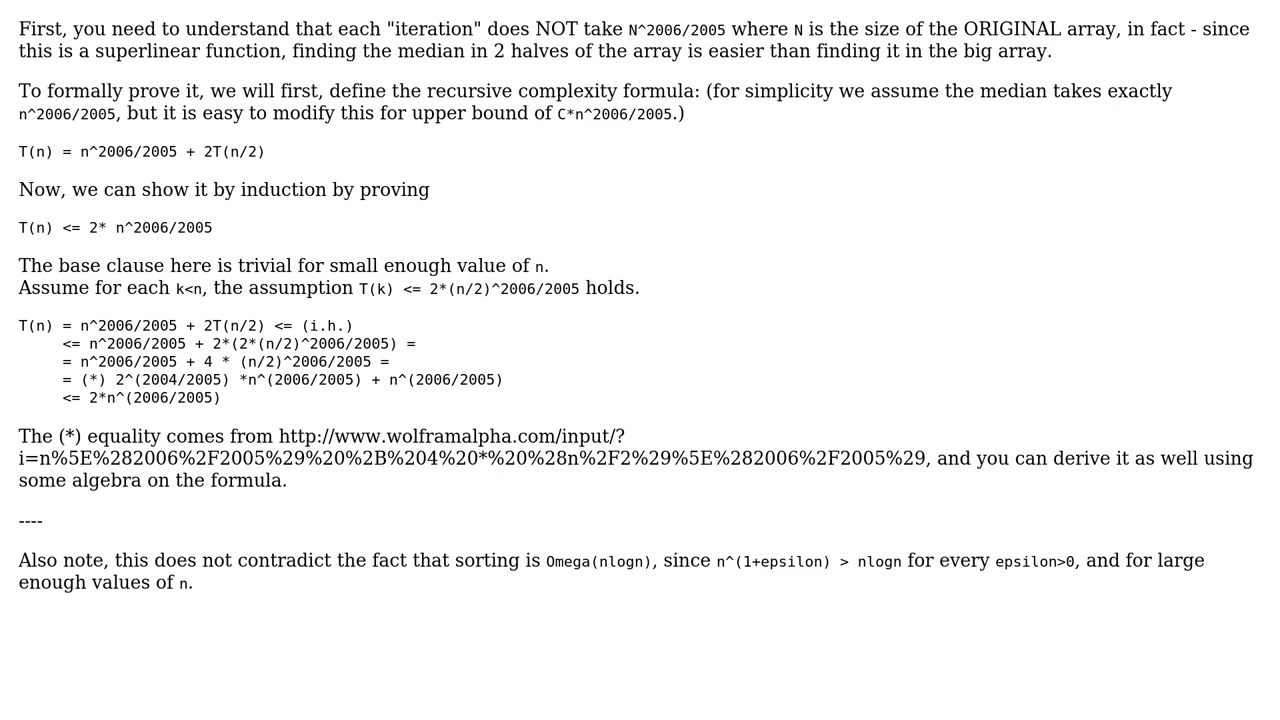 First, you need to understand that each "iteration" does NOT take N^2006/2005 where N is the size of the ORIGINAL array, in fact - since
this is a superlinear function, finding the median in 2 halves of the array is easier than finding it in the big array.
To formally prove it, we will first, define the recursive complexity formula: (for simplicity we assume the median takes exactly
n^2006/2005, but it is easy to modify this for upper bound of C*n^2006/2005.)
T(n) = n^2006/2005 + 2T(n/2)
Now, we can show it by induction by proving
T(n) <= 2* n^2006/2005
The base clause here is trivial for small enough value of n.
Assume for each k<n, the assumption T(k) <= 2*(n/2)^2006/2005 holds.
T(n) = n^2006/2005 + 2T(n/2) <= (i.h.)
<= n^2006/2005 + 2*(2*(n/2)^2006/2005) =
= n^2006/2005 + 4 * (n/2)^2006/2005 =
= (*) 2^(2004/2005) *n^(2006/2005) + n^(2006/2005)
<= 2*n^(2006/2005)
The (*) equality comes from http://www.wolframalpha.com/input/?
i=n%5E%282006%2F2005%29%20%2B%204%20*%20%28n%2F2%29%5E%282006%2F2005%29, and you can derive it as well using
some algebra on the formula.
----
Also note, this does not contradict the fact that sorting is Omega(nlogn), since n^(1+epsilon) > nlogn for every epsilon>0, and for large
enough values of n.